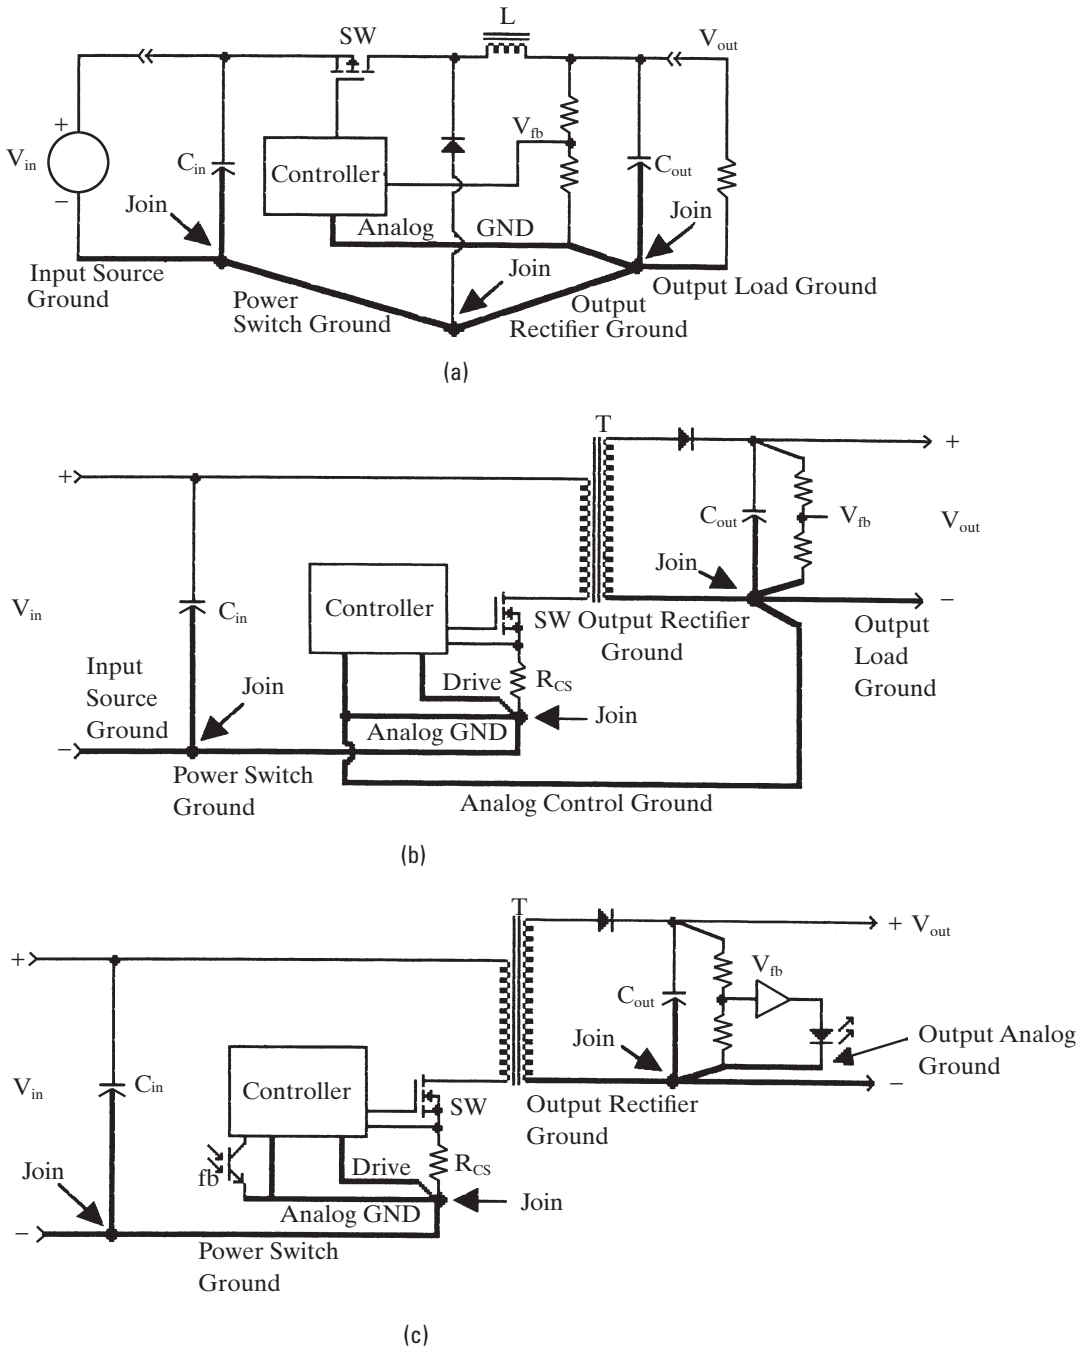 L
SW
V_out
V_fb
+
V_in
−
C_in
Controller
C_out
Join
Join
Analog GND
Input Source
Ground
Join
Output Load Ground
Power
Switch Ground
Output
Rectifier Ground
(a)
T
+
+
C_out
V_fb
V_out
Join
Controller
V_in
C_in
−
SW Output Rectifier
Ground
Output
Load
Ground
Input
Source
Ground
Join
Drive
R_CS
Join
Analog GND
−
Power Switch
Ground
Analog Control Ground
(b)
T
+ V_out
+
V_fb
C_out
Join
Output Analog
Ground
V_in
C_in
Controller
SW
−
Output Rectifier
Ground
fb
Drive
R_CS
Join
Join
Analog GND
−
Power Switch
Ground
(c)